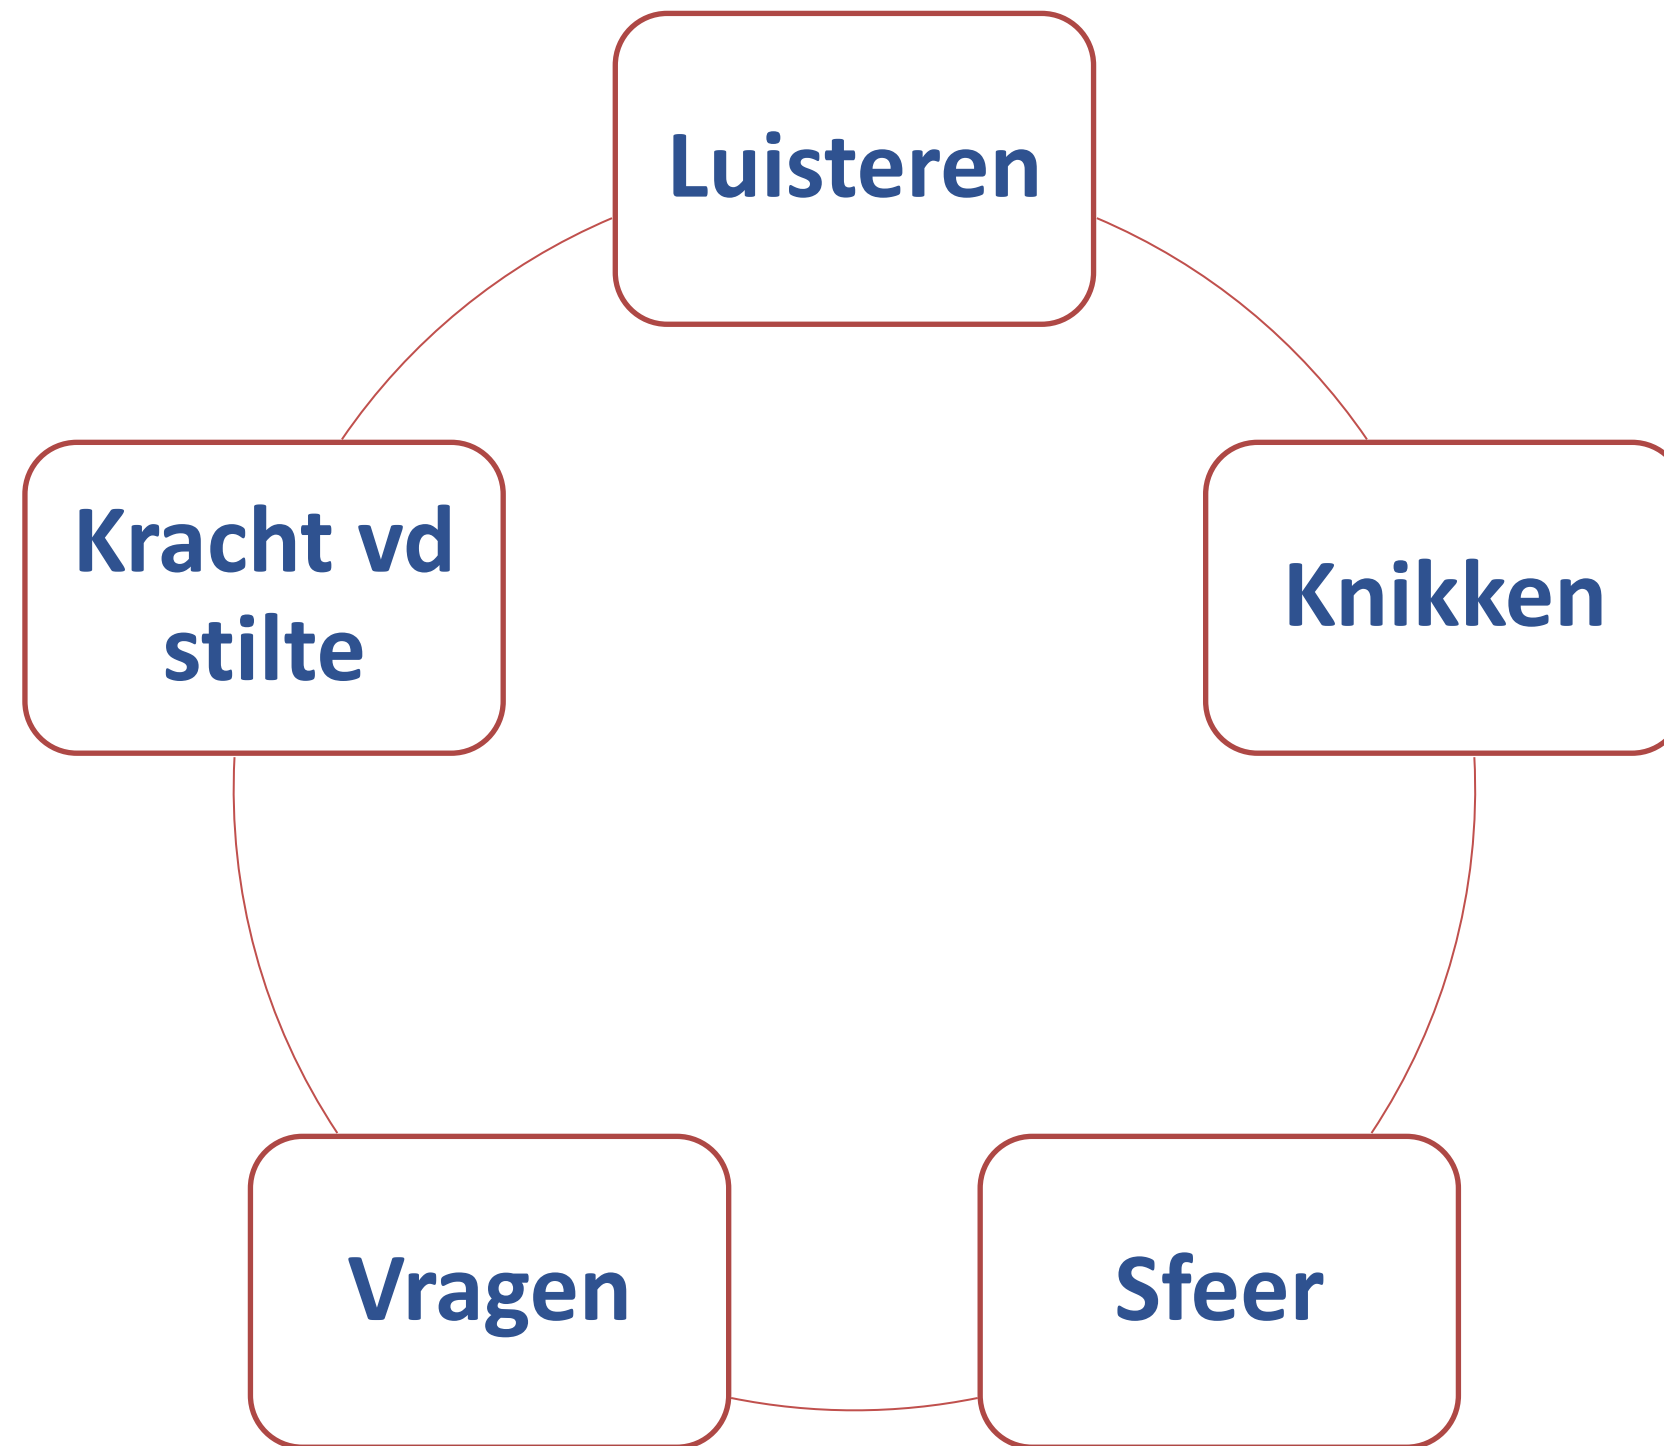 Luisteren
Knikken
Sfeer
Vragen
Kracht vd
stilte